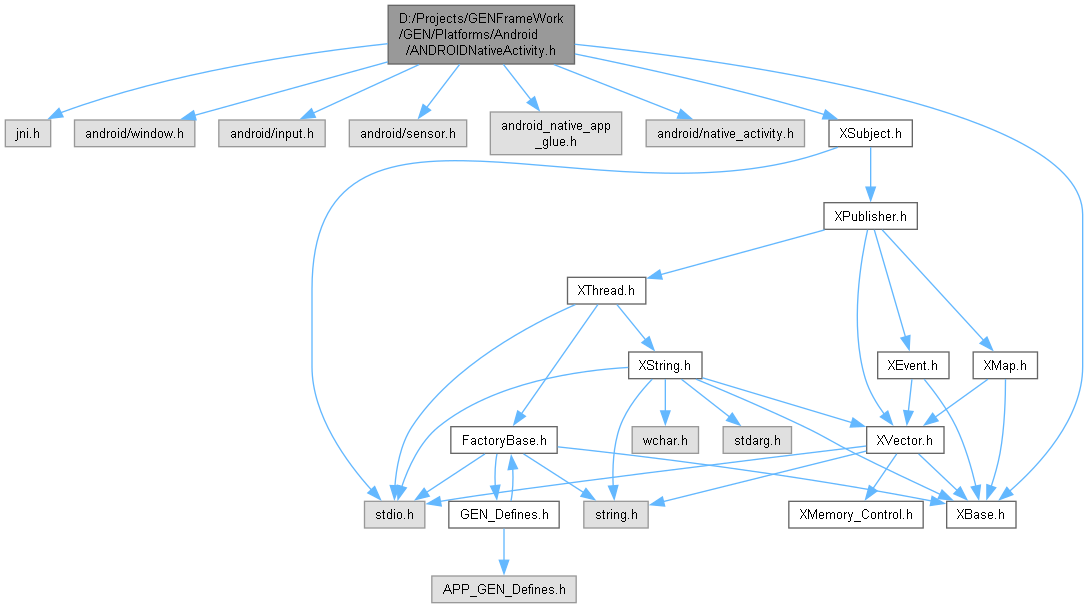 D:/Projects/GENFrameWork
/GEN/Platforms/Android
/ANDROIDNativeActivity.h
jni.h
android/window.h
android/input.h
android/sensor.h
android_native_app
_glue.h
android/native_activity.h
XSubject.h
XPublisher.h
XThread.h
XString.h
XEvent.h
XMap.h
FactoryBase.h
wchar.h
stdarg.h
XVector.h
stdio.h
GEN_Defines.h
string.h
XMemory_Control.h
XBase.h
APP_GEN_Defines.h